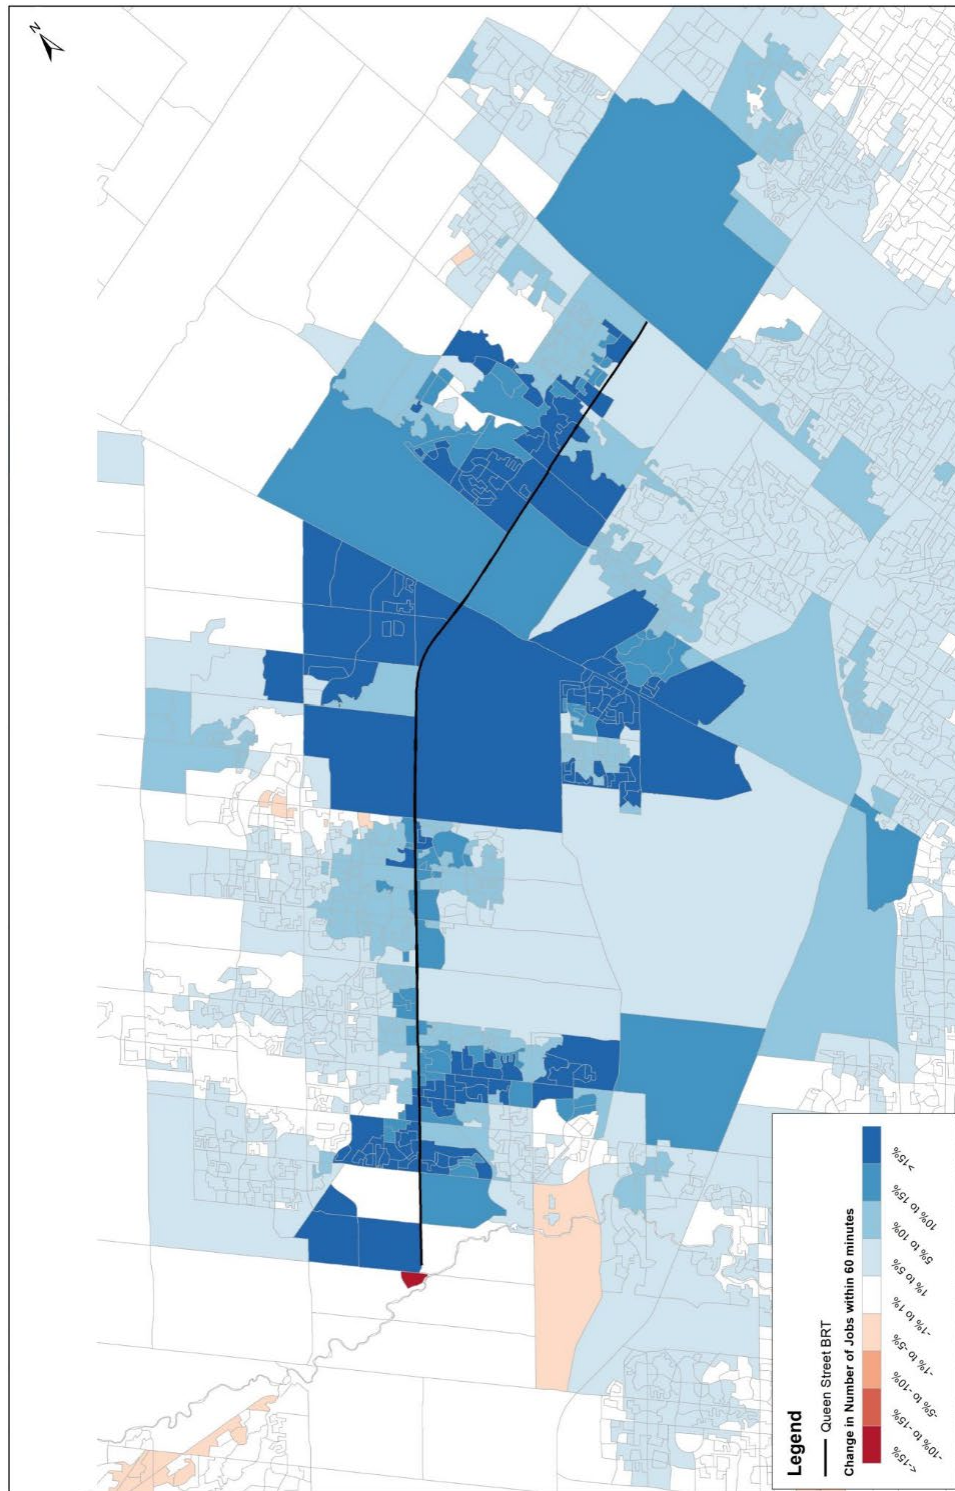 N
Legend
Queen Street BRT
Change in Number of Jobs within 60 minutes
<-15%
-10% to -15%
-5% to -10%
-1% to -5%
-1% to 1%
1% to 5%
5% to 10%
10% to 15%
>15%